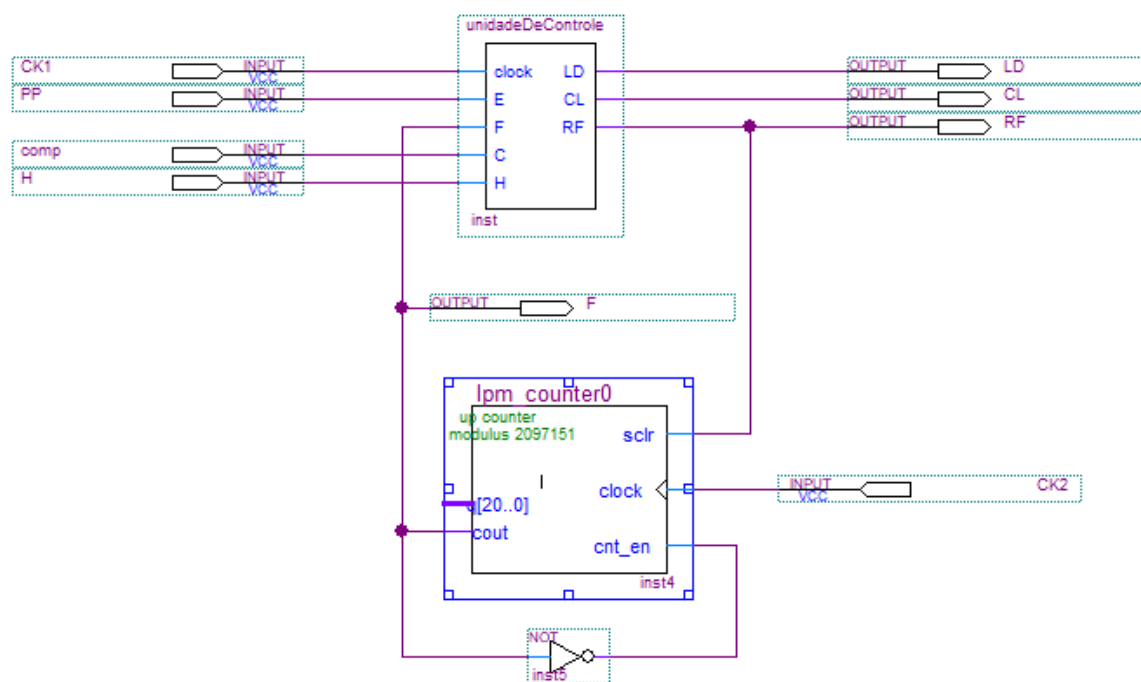 unidadeDeControle
CK1 INPUT VCC clock LD OUTPUT LD
PP INPUT VCC E CL OUTPUT CL
F RF OUTPUT RF
comp INPUT VCC C
H INPUT VCC H
inst
OUTPUT F
lpm_counter0
up counter
modulus 2097151
sclr
I
clock INPUT VCC CK2
q[20..0]
cout
cnt_en
inst4
NOT
inst5